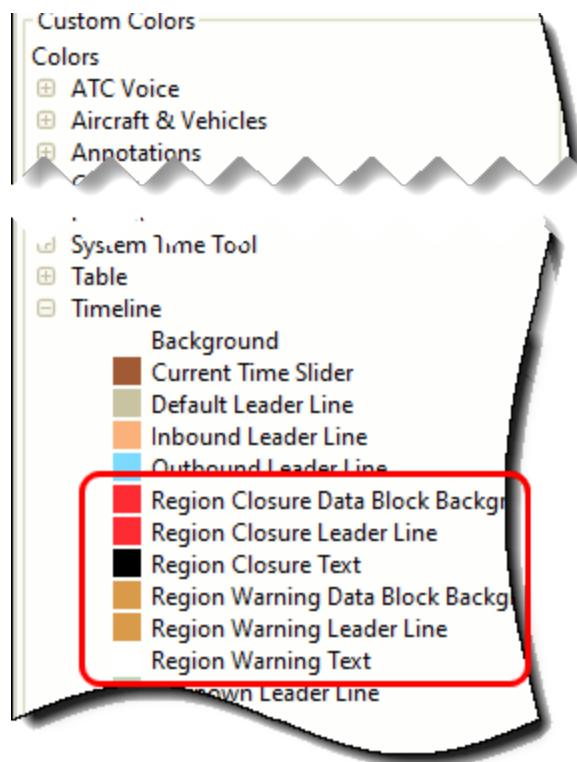 Custom Colors
Colors
ATC Voice
Aircraft & Vehicles
Annotations
System Time Tool
Table
Timeline
Background
Current Time Slider
Default Leader Line
Inbound Leader Line
Outbound Leader Line
Region Closure Data Block Backgr
Region Closure Leader Line
Region Closure Text
Region Warning Data Block Backg
Region Warning Leader Line
Region Warning Text
Leader Line